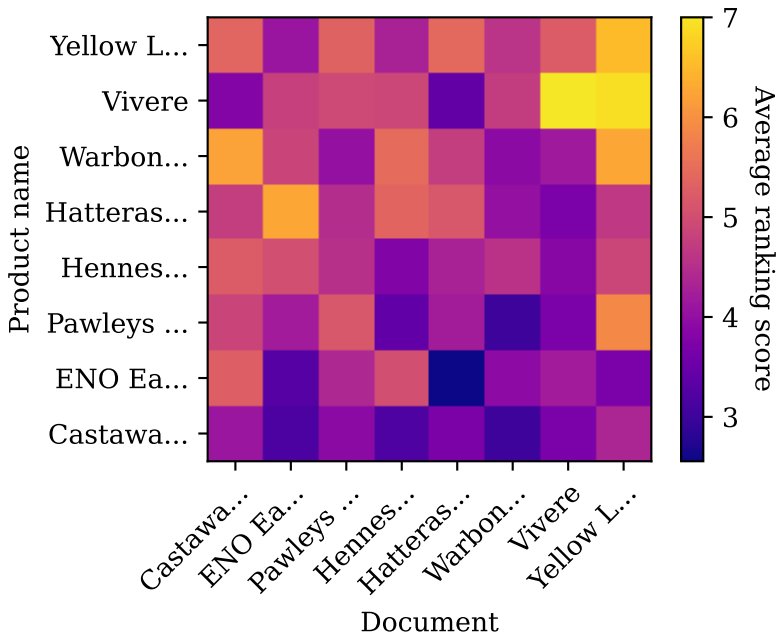 Product name
Yellow L...
Vivere
Warbon...
Hatteras...
Hennes...
Pawleys ...
ENO Ea...
Castawa...
Castawa...
ENO Ea...
Pawleys ...
Hennes...
Hatteras...
Warbon...
Vivere
Yellow L...
Document
7
6
5
4
3
Average ranking score